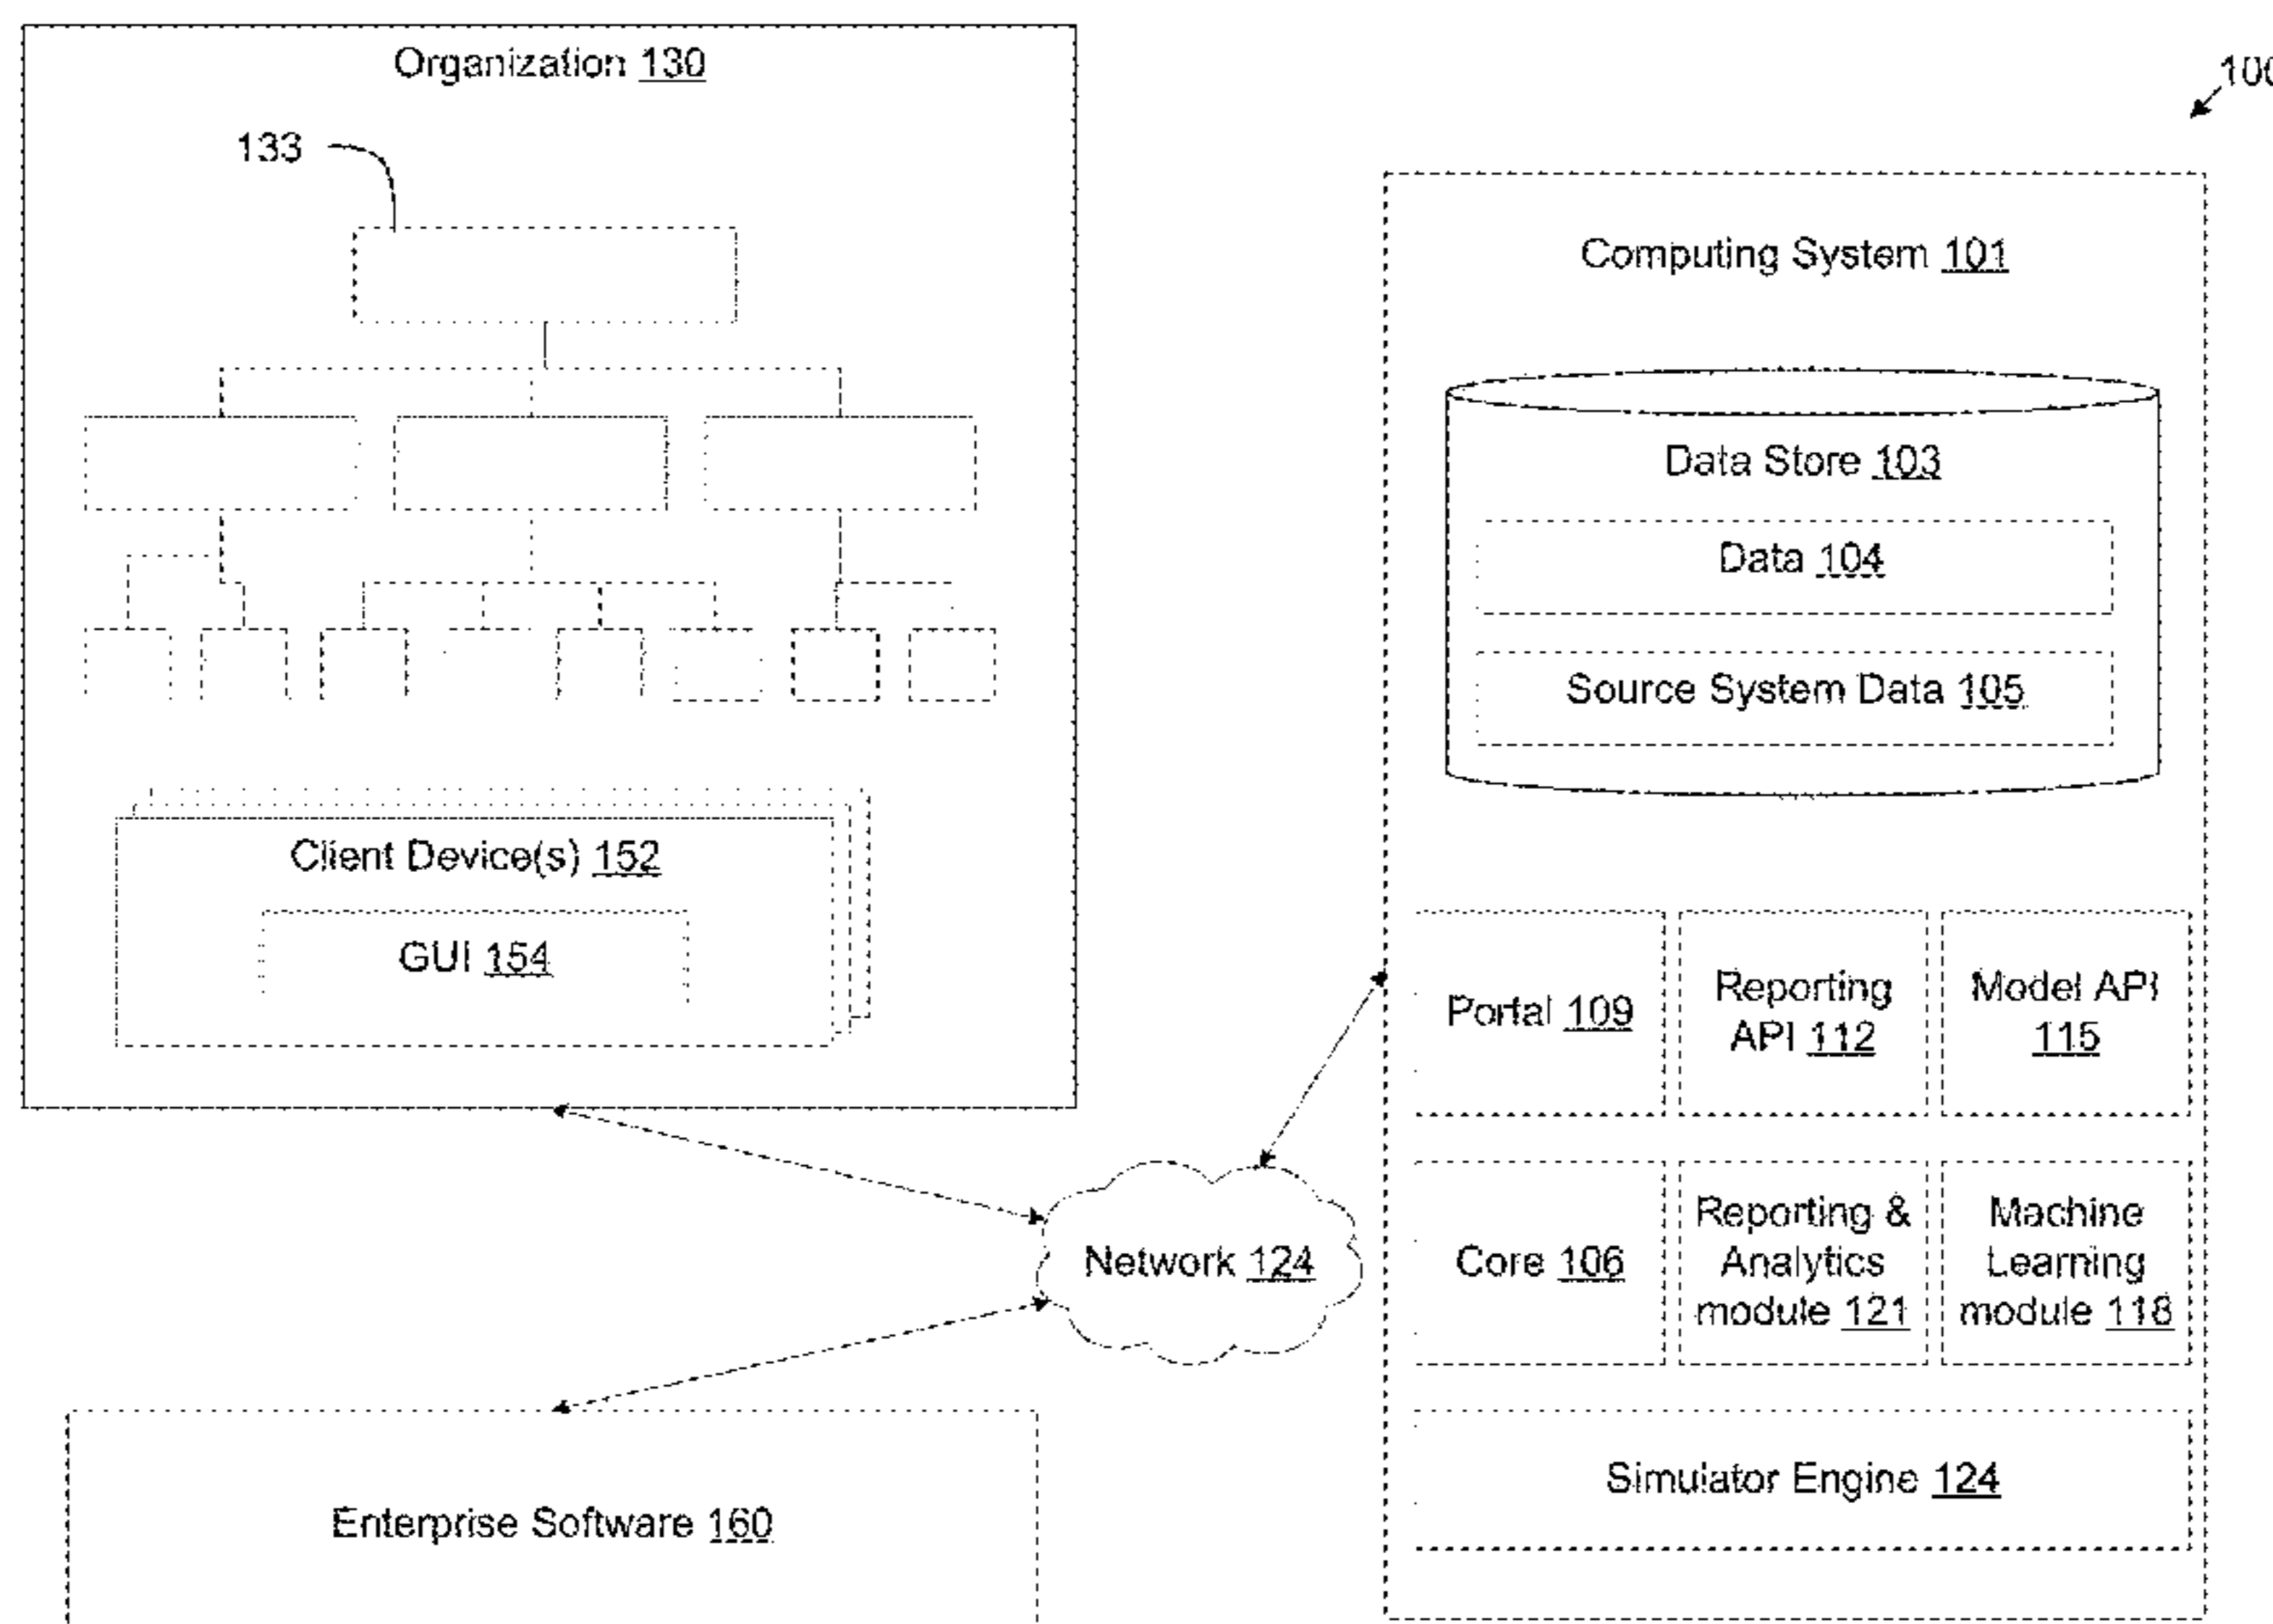 Organization 130
133
Client Device(s) 152
GUI 154
Network 124
Enterprise Software 160
100
Computing System 101
Data Store 103
Data 104
Source System Data 105
Portal 109
Reporting
API 112
Model API
115
Core 106
Reporting &
Analytics
module 121
Machine
Learning
module 118
Simulator Engine 124